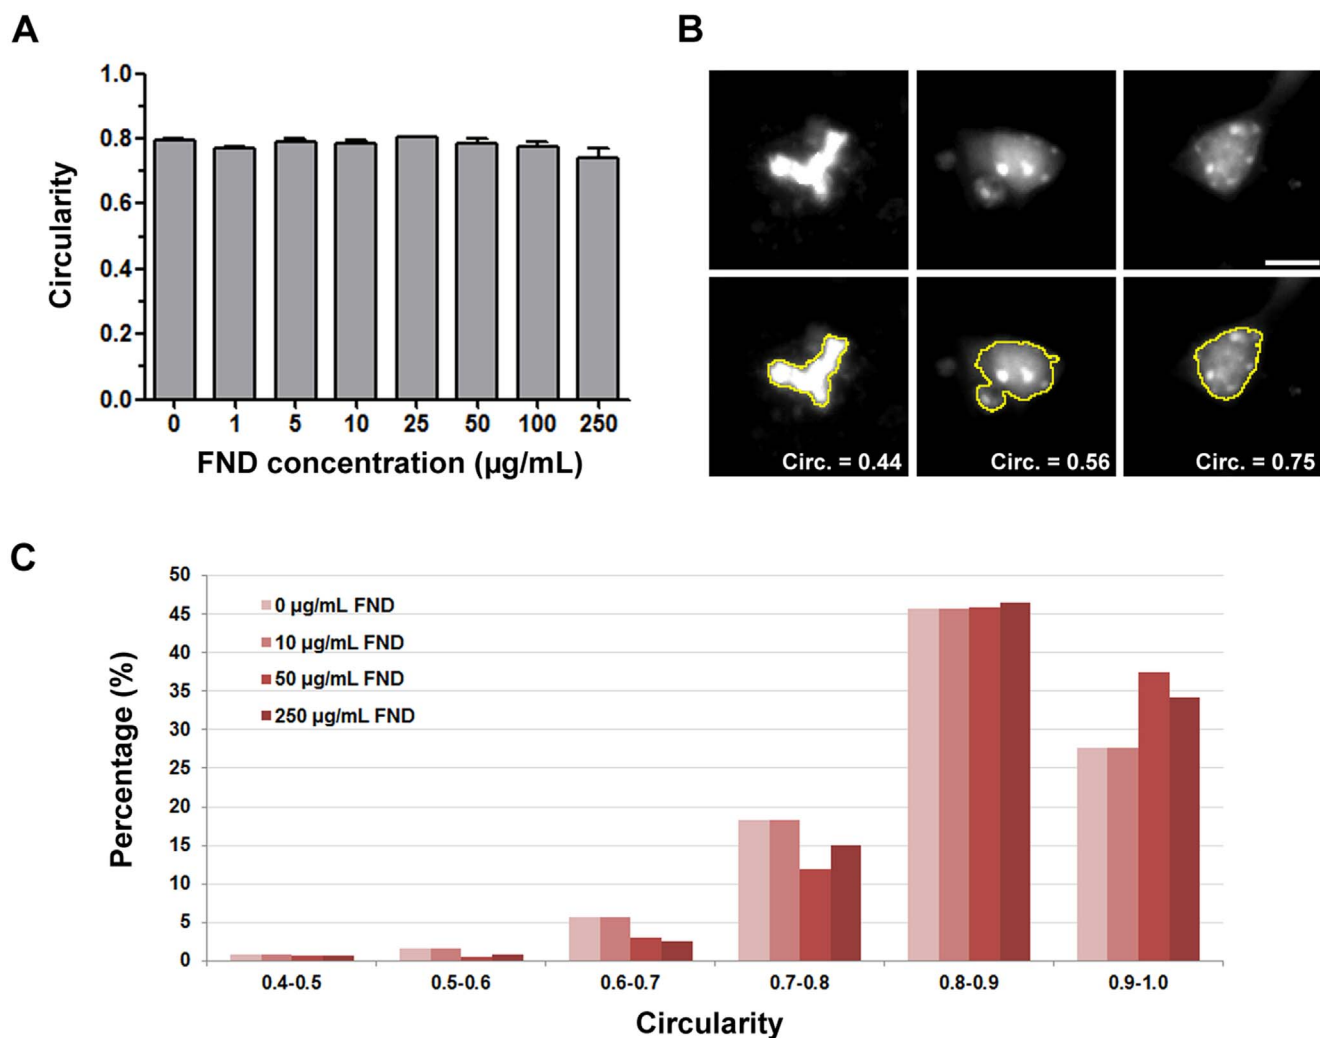 A
1.0
0.8
0.6
0.4
0.2
0.0
Circularity
0 1 5 10 25 50 100 250
FND concentration (µg/mL)
B
Circ. = 0.44
Circ. = 0.56
Circ. = 0.75
C
50
45
40
35
30
25
20
15
10
5
0
Percentage (%)
0 µg/mL FND
10 µg/mL FND
50 µg/mL FND
250 µg/mL FND
0.4-0.5 0.5-0.6 0.6-0.7 0.7-0.8 0.8-0.9 0.9-1.0
Circularity